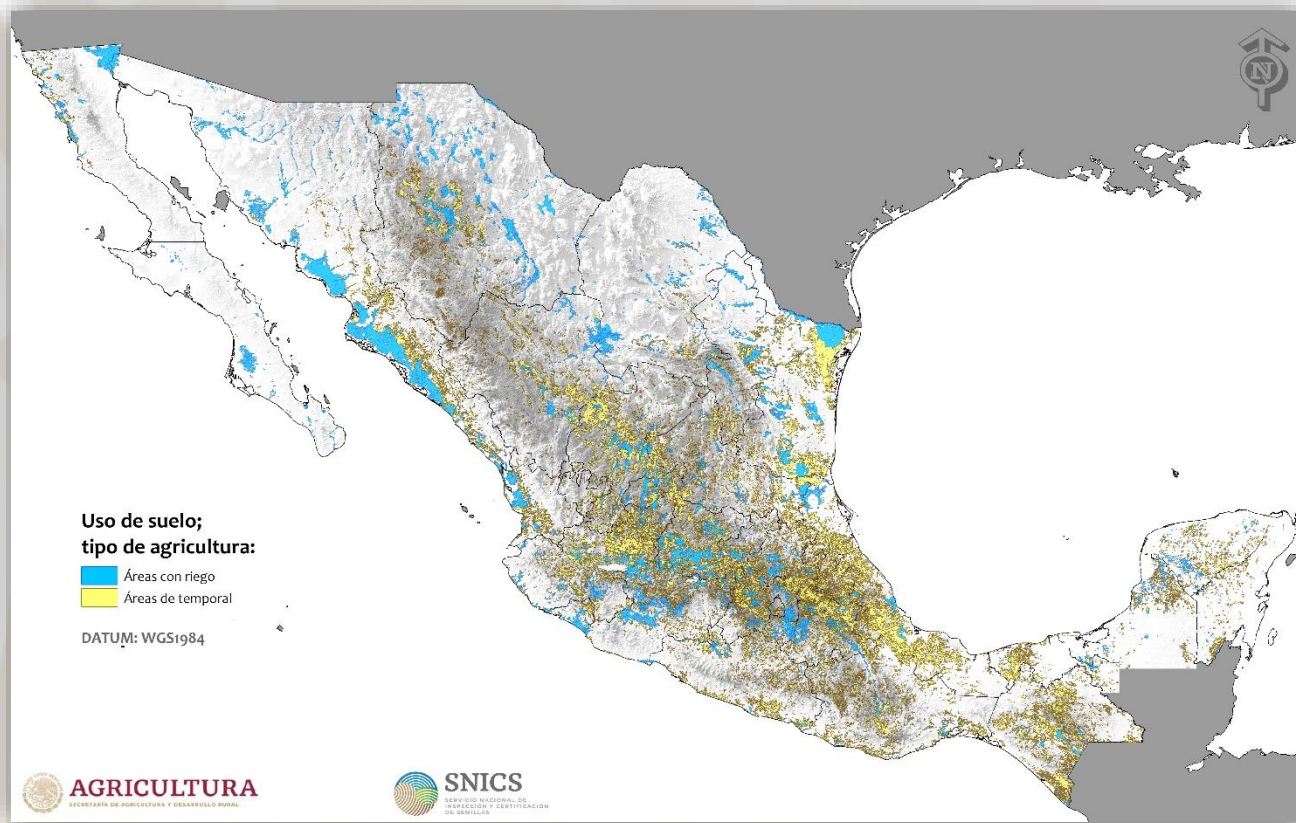 N
Uso de suelo;
tipo de agricultura:
Áreas con riego
Áreas de temporal
DATUM: WGS1984
AGRICULTURA
SECRETARÍA DE AGRICULTURA Y DESARROLLO RURAL
SNICS
SERVICIO NACIONAL DE
INSPECCIÓN Y CERTIFICACIÓN
DE SEMILLAS